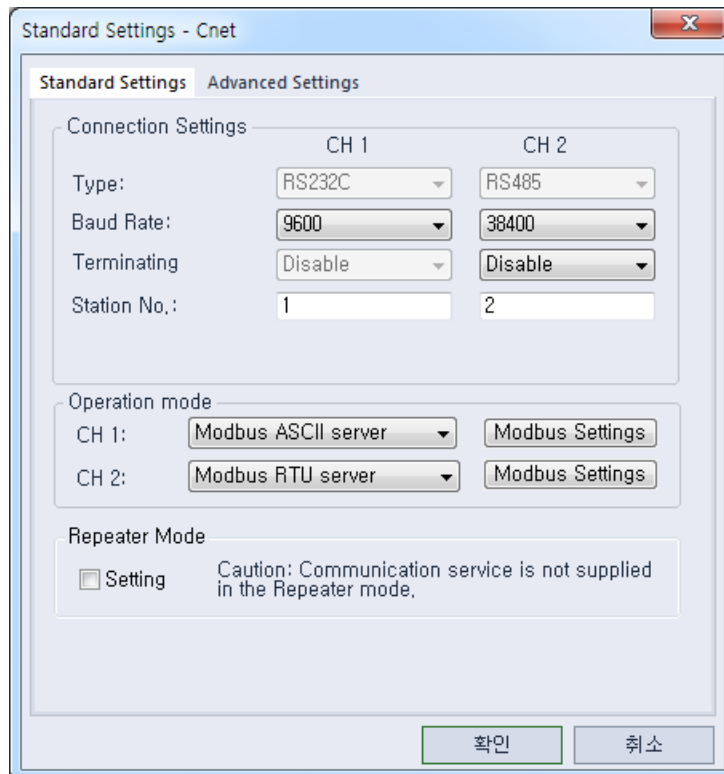 Standard Settings - Cnet
Standard Settings Advanced Settings
Connection Settings
CH 1 CH 2
Type: RS232C RS485
Baud Rate: 9600 38400
Terminating Disable Disable
Station No.: 1 2
Operation mode
CH 1: Modbus ASCII server Modbus Settings
CH 2: Modbus RTU server Modbus Settings
Repeater Mode
Setting Caution: Communication service is not supplied
in the Repeater mode.
확인 취소